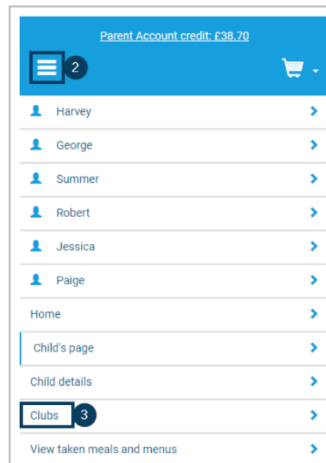 Parent Account credit: £38.70
2
Harvey
George
Summer
Robert
Jessica
Paige
Home
Child's page
Child details
Clubs 3
View taken meals and menus